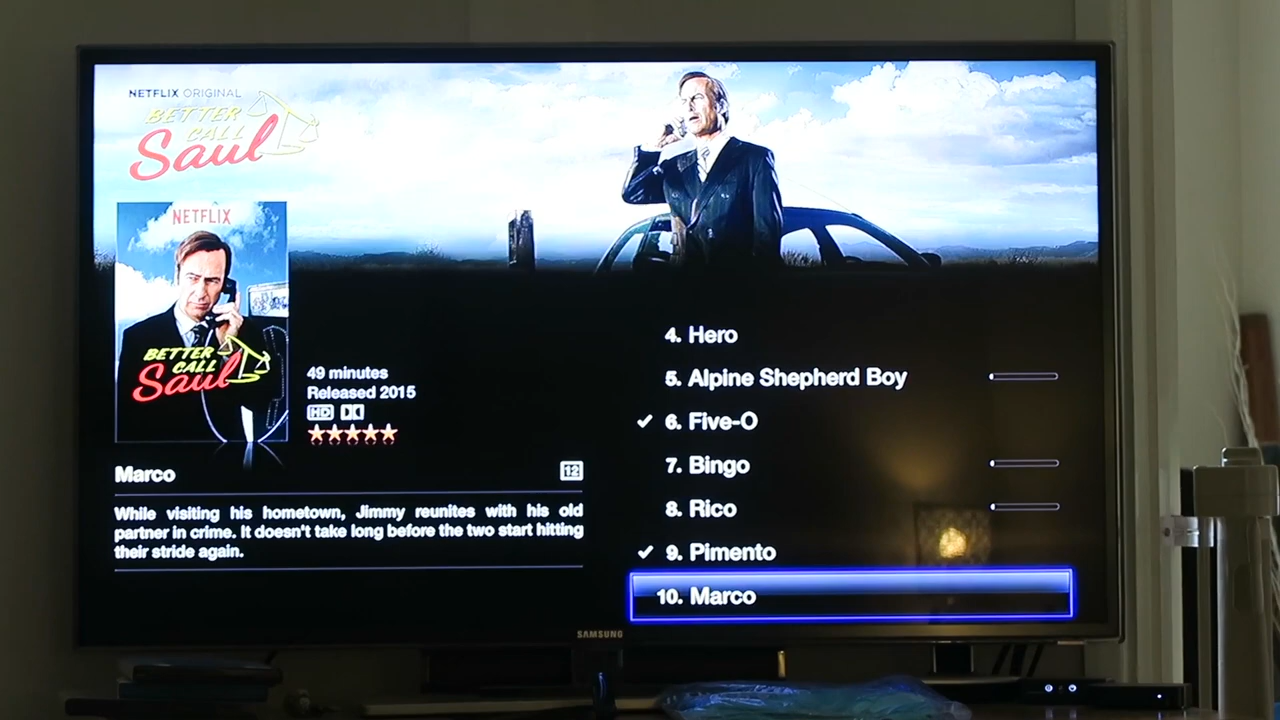 NETFLIX ORIGINAL
BETTER
CALL
Saul
NETFLIX
BETTER
CALL
Saul
49 minutes
Released 2015
HD
Marco
12
While visiting his hometown, Jimmy reunites with his old
partner in crime. It doesn't take long before the two start hitting
their stride again.
4. Hero
5. Alpine Shepherd Boy
6. Five-O
7. Bingo
8. Rico
9. Pimento
10. Marco
SAMSUNG